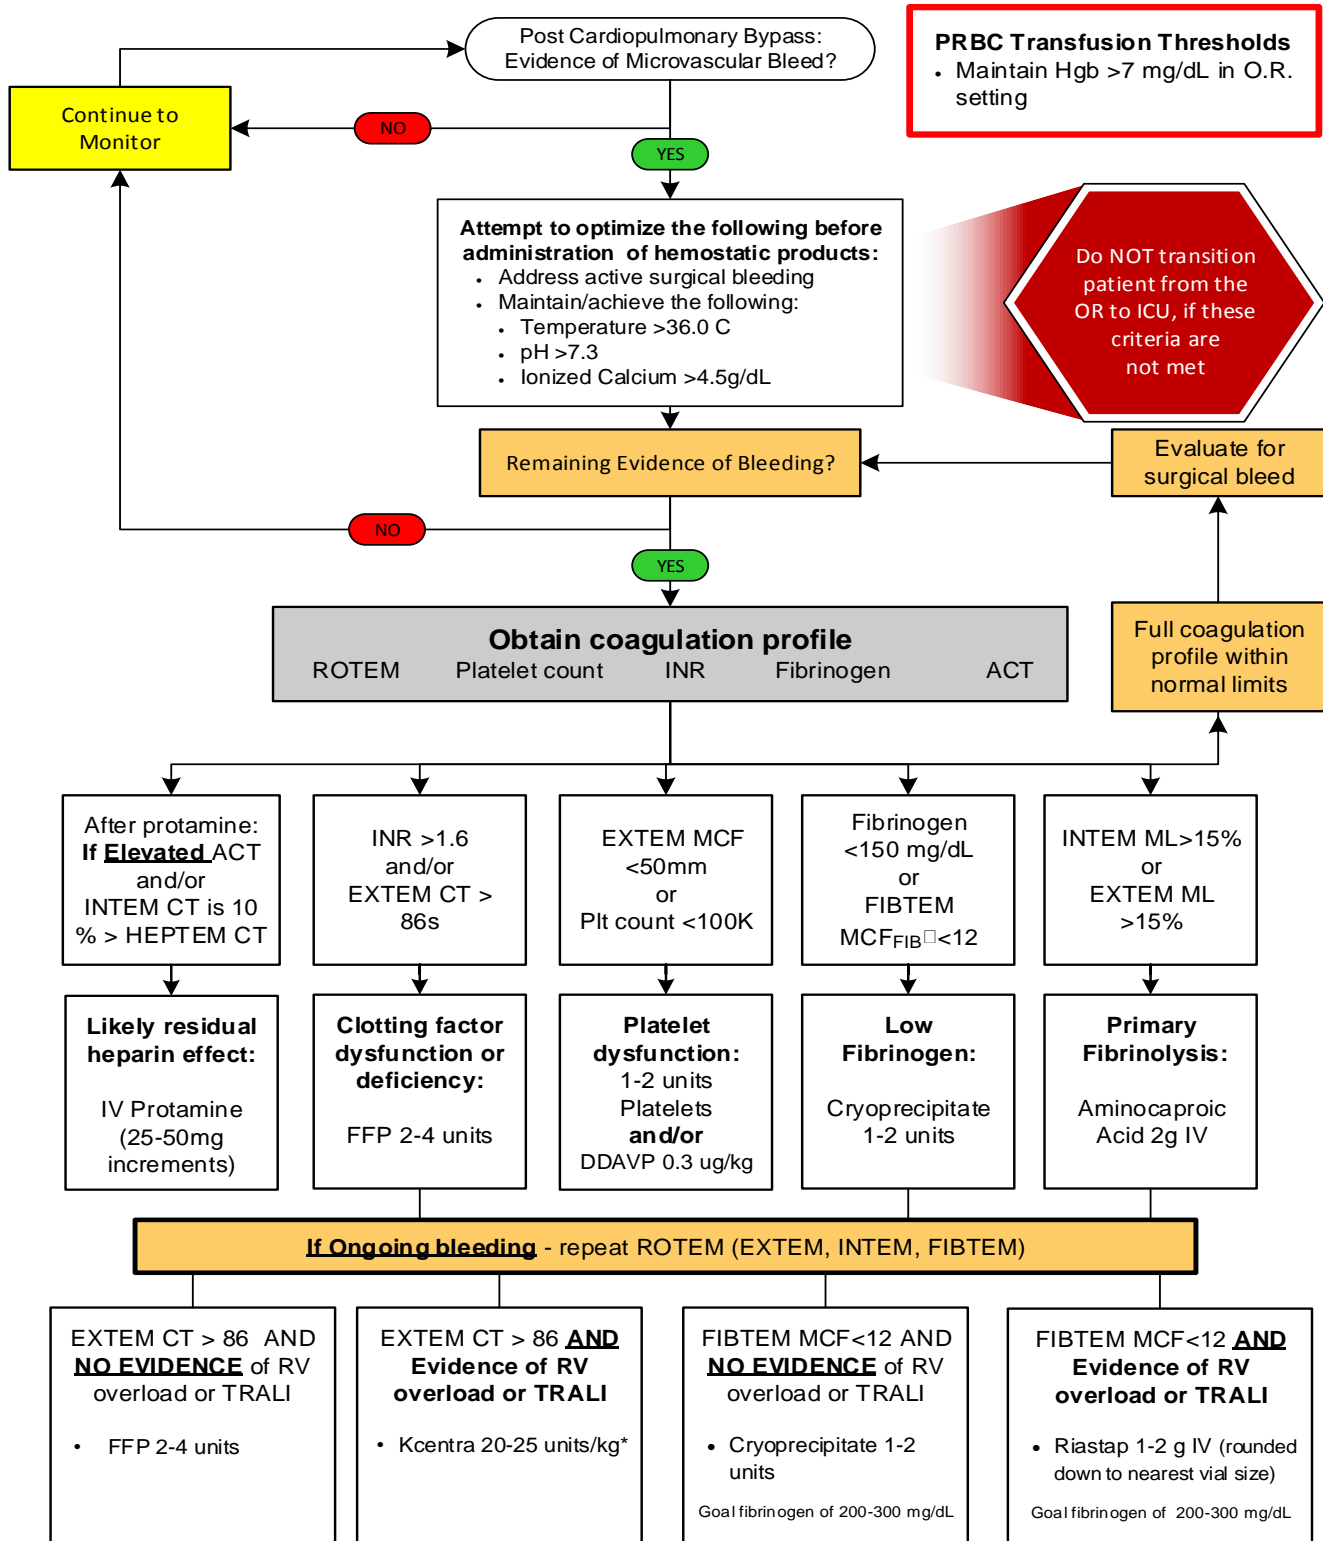 Post Cardiopulmonary Bypass:
Evidence of Microvascular Bleed?
PRBC Transfusion Thresholds
• Maintain Hgb >7 mg/dL in O.R.
setting
Continue to
Monitor
NO
YES
Attempt to optimize the following before
administration of hemostatic products:
• Address active surgical bleeding
• Maintain/achieve the following:
• Temperature >36.0 C
• pH >7.3
• Ionized Calcium >4.5g/dL
Do NOT transition
patient from the
OR to ICU, if these
criteria are
not met
Remaining Evidence of Bleeding?
Evaluate for
surgical bleed
NO
YES
Obtain coagulation profile
ROTEM Platelet count INR Fibrinogen ACT
Full coagulation
profile within
normal limits
After protamine:
If Elevated ACT
and/or
INTEM CT is 10
% > HEPTEM CT
INR >1.6
and/or
EXTEM CT >
86s
EXTEM MCF
<50mm
or
Plt count <100K
Fibrinogen
<150 mg/dL
or
FIBTEM
MCFFIB□<12
INTEM ML>15%
or
EXTEM ML
>15%
Likely residual
heparin effect:
IV Protamine
(25-50mg
increments)
Clotting factor
dysfunction or
deficiency:
FFP 2-4 units
Platelet
dysfunction:
1-2 units
Platelets
and/or
DDAVP 0.3 ug/kg
Low
Fibrinogen:
Cryoprecipitate
1-2 units
Primary
Fibrinolysis:
Aminocaproic
Acid 2g IV
If Ongoing bleeding - repeat ROTEM (EXTEM, INTEM, FIBTEM)
EXTEM CT > 86 AND
NO EVIDENCE of RV
overload or TRALI
• FFP 2-4 units
EXTEM CT > 86 AND
Evidence of RV
overload or TRALI
• Kcentra 20-25 units/kg*
FIBTEM MCF<12 AND
NO EVIDENCE of RV
overload or TRALI
• Cryoprecipitate 1-2
units
Goal fibrinogen of 200-300 mg/dL
FIBTEM MCF<12 AND
Evidence of RV
overload or TRALI
• Riastap 1-2 g IV (rounded
down to nearest vial size)
Goal fibrinogen of 200-300 mg/dL